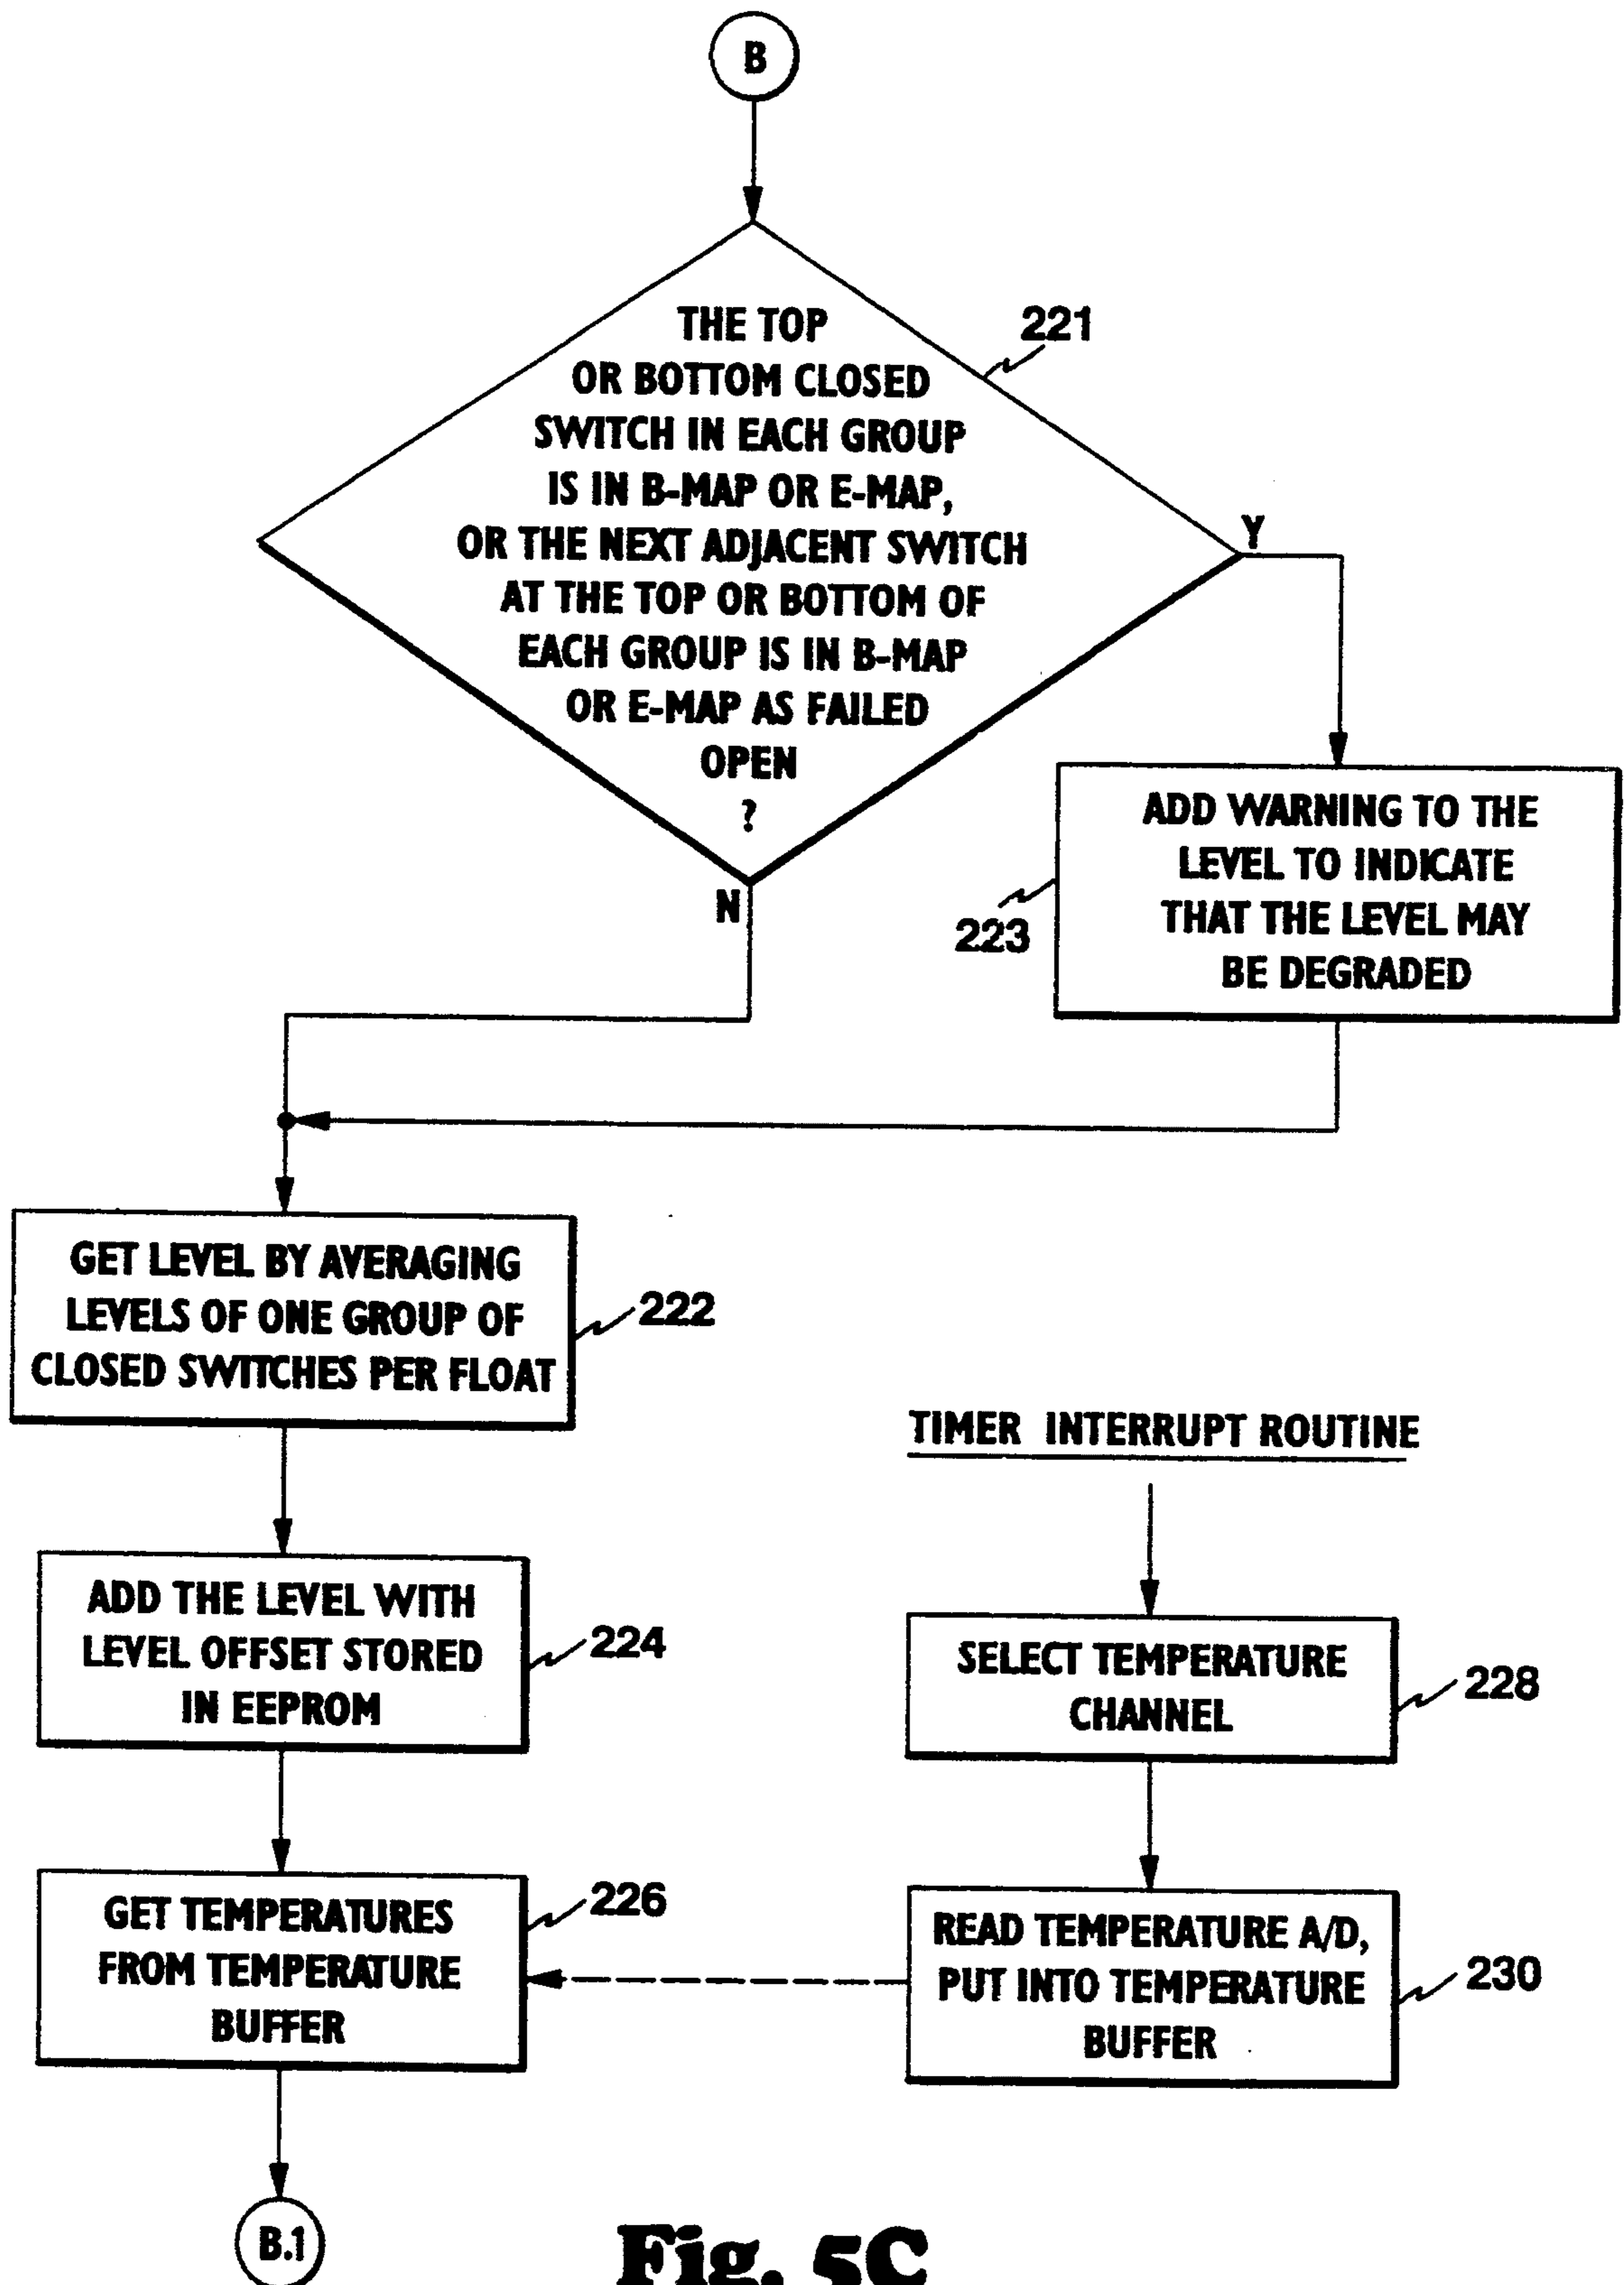 B
THE TOP
OR BOTTOM CLOSED
SWITCH IN EACH GROUP
IS IN B-MAP OR E-MAP,
OR THE NEXT ADJACENT SWITCH
AT THE TOP OR BOTTOM OF
EACH GROUP IS IN B-MAP
OR E-MAP AS FAILED
OPEN
?
221
Y
N
ADD WARNING TO THE
LEVEL TO INDICATE
THAT THE LEVEL MAY
BE DEGRADED
223
GET LEVEL BY AVERAGING
LEVELS OF ONE GROUP OF
CLOSED SWITCHES PER FLOAT
222
ADD THE LEVEL WITH
LEVEL OFFSET STORED
IN EEPROM
224
GET TEMPERATURES
FROM TEMPERATURE
BUFFER
226
TIMER INTERRUPT ROUTINE
SELECT TEMPERATURE
CHANNEL
228
READ TEMPERATURE A/D,
PUT INTO TEMPERATURE
BUFFER
230
B.1
Fig. 5C